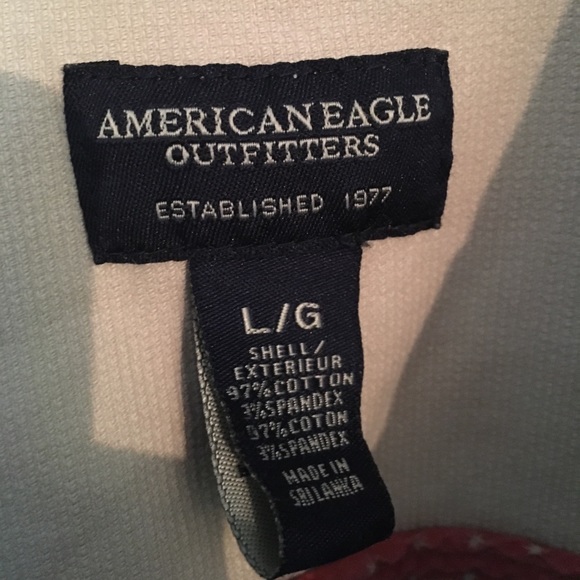 AMERICAN EAGLE
OUTFITTERS
ESTABLISHED 1977
L/G
SHELL/
EXTERIEUR
97% COTTON
3% SPANDEX
97% COTON
3% SPANDEX
MADE IN
SRI LANKA